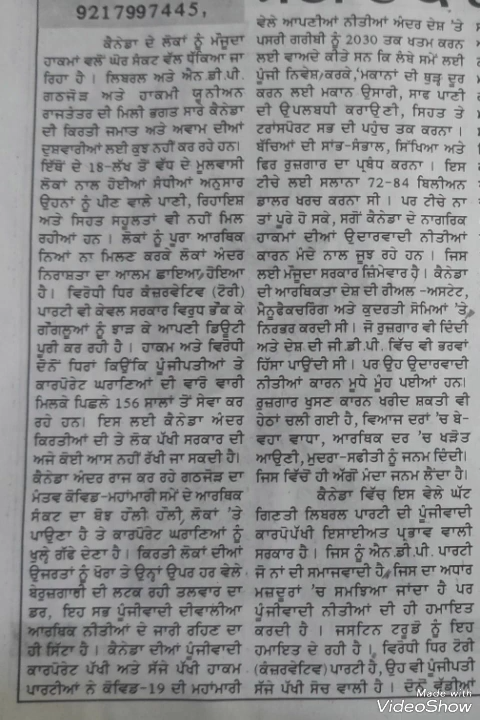 9217997445,
ਕੈਨੇਡਾ ਦੇ ਲੋਕਾਂ ਨੂੰ ਮੌਜੂਦਾ
ਹਾਕਮਾਂ ਵਲੋਂ ਘੋਰ ਸੰਕਟ ਵੱਲ ਧੱਕਿਆ ਜਾ
ਰਿਹਾ ਹੈ । ਲਿਬਰਲ ਅਤੇ ਐਨ.ਡੀ.ਪੀ.
ਗਠਜੋੜ ਅਤੇ ਹਾਕਮੀ ਯੂਨੀਅਨ
ਰਾਜਤੰਤਰ ਦੀ ਮਿਲੀ ਭਗਤ ਸਾਰੇ ਕੈਨੇਡਾ
ਦੀ ਕਿਰਤੀ ਜਮਾਤ ਅਤੇ ਅਵਾਮ ਦੀਆਂ
ਦੁਸ਼ਵਾਰੀਆਂ ਲਈ ਕੁਝ ਨਹੀਂ ਕਰ ਰਹੇ ਹਨ।
ਇੱਥੋਂ ਦੇ 18-ਲੱਖ ਤੋਂ ਵੱਧ ਦੇ ਮੂਲਵਾਸੀ
ਲੋਕਾਂ ਨਾਲ ਹੋਈਆਂ ਸੰਧੀਆਂ ਅਨੁਸਾਰ
ਉਹਨਾਂ ਨੂੰ ਪੀਣ ਵਾਲੇ ਪਾਣੀ, ਰਿਹਾਇਸ਼
ਅਤੇ ਸਿਹਤ ਸਹੂਲਤਾਂ ਵੀ ਨਹੀਂ ਮਿਲ
ਰਹੀਆਂ ਹਨ । ਲੋਕਾਂ ਨੂੰ ਪੂਰਾ ਆਰਥਿਕ
ਨਿਆਂ ਨਾ ਮਿਲਣ ਕਰਕੇ ਲੋਕਾਂ ਅੰਦਰ
ਨਿਰਾਸ਼ਤਾ ਦਾ ਆਲਮ ਛਾਇਆ ਹੋਇਆ
ਹੈ। ਵਿਰੋਧੀ ਧਿਰ ਕੰਜ਼ਰਵੇਟਿਵ (ਟੋਰੀ)
ਪਾਰਟੀ ਵੀ ਕੇਵਲ ਸਰਕਾਰ ਵਿਰੁਧ ਭੌਂਕ ਕੇ
ਗੋਂਗਲੂਆਂ ਨੂੰ ਝਾੜ ਕੇ ਆਪਣੀ ਡਿਊਟੀ
ਪੂਰੀ ਕਰ ਰਹੀ ਹੈ । ਹਾਕਮ ਅਤੇ ਵਿਰੋਧੀ
ਦੋਨੋਂ ਧਿਰਾਂ ਕਿਉਂਕਿ ਪੂੰਜੀਪਤੀਆਂ ਤੇ
ਕਾਰਪੋਰੇਟ ਘਰਾਣਿਆਂ ਦੀ ਵਾਰੋ ਵਾਰੀ
ਮਿਲਕੇ ਪਿਛਲੇ 156 ਸਾਲਾਂ ਤੋਂ ਸੇਵਾ ਕਰ
ਰਹੇ ਹਨ। ਇਸ ਲਈ ਕੈਨੇਡਾ ਅੰਦਰ
ਕਿਰਤੀਆਂ ਦੀ ਤੇ ਲੋਕ ਪੱਖੀ ਸਰਕਾਰ ਦੀ
ਅਜੇ ਕੋਈ ਆਸ ਨਹੀਂ ਰੱਖੀ ਜਾ ਸਕਦੀ ਹੈ।
ਕੈਨੇਡਾ ਅੰਦਰ ਰਾਜ ਕਰ ਰਹੇ ਗਠਜੋੜ ਦਾ
ਮੰਤਵ ਕੋਵਿਡ-ਮਹਾਂਮਾਰੀ ਸਮੇਂ ਦੇ ਆਰਥਿਕ
ਸੰਕਟ ਦਾ ਬੋਝ ਹੌਲੀ ਹੌਲੀ ਲੋਕਾਂ 'ਤੇ
ਪਾਉਣਾ ਹੈ ਤੇ ਕਾਰਪੋਰੇਟ ਘਰਾਣਿਆਂ ਨੂੰ
ਖੁਲ੍ਹੇ ਗੱਫੇ ਦੇਣਾ ਹੈ। ਕਿਰਤੀ ਲੋਕਾਂ ਦੀਆਂ
ਉਜਰਤਾਂ ਨੂੰ ਖੋਰਾ ਤੇ ਉਨ੍ਹਾਂ ਉਪਰ ਹਰ ਵੇਲੇ
ਬੇਰੁਜ਼ਗਾਰੀ ਦੀ ਲਟਕ ਰਹੀ ਤਲਵਾਰ ਦਾ
ਡਰ, ਇਹ ਸਭ ਪੂੰਜੀਵਾਦੀ ਦੀਵਾਲੀਆ
ਆਰਥਿਕ ਨੀਤੀਆਂ ਦੇ ਜਾਰੀ ਰਹਿਣ ਦਾ
ਹੀ ਸਿੱਟਾ ਹੈ। ਕੈਨੇਡਾ ਦੀਆਂ ਪੂੰਜੀਵਾਦੀ
ਕਾਰਪੋਰੇਟ ਪੱਖੀ ਅਤੇ ਸੱਜੇ ਪੱਖੀ ਹਾਕਮ
ਪਾਰਟੀਆਂ ਨੇ ਕੋਵਿਡ-19 ਦੀ ਮਹਾਂਮਾਰੀ
ਵੇਲੇ ਆਪਣੀਆਂ ਨੀਤੀਆਂ ਅੰਦਰ ਦੇਸ਼ 'ਤੇ
ਪਸਰੀ ਗਰੀਬੀ ਨੂੰ 2030 ਤਕ ਖਤਮ ਕਰਨ
ਲਈ ਵਾਅਦੇ ਕੀਤੇ ਸਨ ਕਿ ਲੰਬੇ ਸਮੇਂ ਲਈ
ਪੂੰਜੀ ਨਿਵੇਸ਼ ਕਰਕੇ, ਮਕਾਨਾਂ ਦੀ ਥੁੜ੍ਹ ਦੂਰ
ਕਰਨ ਲਈ ਮਕਾਨ ਉਸਾਰੀ, ਸਾਫ ਪਾਣੀ
ਦੀ ਉਪਲਬਧੀ ਕਰਾਉਣੀ, ਸਿਹਤ ਤੇ
ਟਰਾਂਸਪੋਰਟ ਸਭ ਦੀ ਪਹੁੰਚ ਤਕ ਕਰਨਾ ।
ਬੱਚਿਆਂ ਦੀ ਸਾਂਭ-ਸੰਭਾਲ, ਸਿੱਖਿਆ ਅਤੇ
ਫਿਰ ਰੁਜ਼ਗਾਰ ਦਾ ਪ੍ਰਬੰਧ ਕਰਨਾ । ਇਸ
ਟੀਚੇ ਲਈ ਸਲਾਨਾ 72-84 ਬਿਲੀਅਨ
ਡਾਲਰ ਖਰਚ ਕਰਨਾ ਸੀ । ਪਰ ਟੀਚੇ ਨਾ
ਤਾਂ ਪੂਰੇ ਹੋ ਸਕੇ, ਸਗੋਂ ਕੈਨੇਡਾ ਦੇ ਨਾਗਰਿਕ
ਹਾਕਮਾਂ ਦੀਆਂ ਉਦਾਰਵਾਦੀ ਨੀਤੀਆਂ
ਕਾਰਨ ਮੰਦੇ ਨਾਲ ਜੂਝ ਰਹੇ ਹਨ । ਜਿਸ
ਲਈ ਮੌਜੂਦਾ ਸਰਕਾਰ ਜ਼ਿੰਮੇਵਾਰ ਹੈ। ਕੈਨੇਡਾ
ਦੀ ਆਰਥਿਕਤਾ ਦੇਸ਼ ਦੀ ਰੀਅਲ-ਅਸਟੇਟ,
ਮੈਨੂਫੈਕਚਰਿੰਗ ਅਤੇ ਕੁਦਰਤੀ ਸੋਮਿਆਂ 'ਤੇ
ਨਿਰਭਰ ਕਰਦੀ ਸੀ। ਜੋ ਰੁਜ਼ਗਾਰ ਵੀ ਦਿੰਦੀ
ਅਤੇ ਦੇਸ਼ ਦੀ ਜੀ.ਡੀ.ਪੀ. ਵਿੱਚ ਵੀ ਭਰਵਾਂ
ਹਿੱਸਾ ਪਾਉਂਦੀ ਸੀ। ਪਰ ਉਹ ਉਦਾਰਵਾਦੀ
ਨੀਤੀਆਂ ਕਾਰਨ ਮੂਧੇ ਮੂੰਹ ਪਈਆਂ ਹਨ।
ਰੁਜ਼ਗਾਰ ਖੁਸਣ ਕਾਰਨ ਖਰੀਦ ਸ਼ਕਤੀ ਵੀ
ਹੇਠਾਂ ਚਲੀ ਗਈ ਹੈ, ਵਿਆਜ ਦਰਾਂ 'ਚ ਬੇ-
ਵਹਾ ਵਾਧਾ, ਆਰਥਿਕ ਦਰ 'ਚ ਖੜੋਤ
ਆਉਣੀ, ਮੁਦਰਾ-ਸਫੀਤੀ ਨੂੰ ਜਨਮ ਦਿੰਦੀ।
ਜਿਸ ਵਿੱਚੋਂ ਹੀ ਅੱਗੋਂ ਮੰਦਾ ਜਨਮ ਲੈਂਦਾ ਹੈ।
ਕੈਨੇਡਾ ਵਿੱਚ ਇਸ ਵੇਲੇ ਘੱਟ
ਗਿਣਤੀ ਲਿਬਰਲ ਪਾਰਟੀ ਦੀ ਪੂੰਜੀਵਾਦੀ
ਕਾਰਪੋਪੱਖੀ ਇਸਾਈਅਤ ਪ੍ਰਭਾਵ ਵਾਲੀ
ਸਰਕਾਰ ਹੈ। ਜਿਸ ਨੂੰ ਐਨ.ਡੀ.ਪੀ. ਪਾਰਟੀ
ਜੋ ਨਾਂ ਦੀ ਸਮਾਜਵਾਦੀ ਹੈ, ਜਿਸ ਦਾ ਅਧਾਰ
ਮਜ਼ਦੂਰਾਂ 'ਚ ਸਮਝਿਆ ਜਾਂਦਾ ਹੈ ਪਰ
ਪੂੰਜੀਵਾਦੀ ਨੀਤੀਆਂ ਦੀ ਹੀ ਹਮਾਇਤ
ਕਰਦੀ ਹੈ । ਜਸਟਿਨ ਟਰੂਡੋ ਨੂੰ ਇਹ
ਹਮਾਇਤ ਦੇ ਰਹੀ ਹੈ । ਵਿਰੋਧੀ ਧਿਰ ਟੋਰੀ
(ਕੰਜ਼ਰਵੇਟਿਵ) ਪਾਰਟੀ ਹੈ, ਉਹ ਵੀ ਪੂੰਜੀਪਤੀ
ਸੱਜੇ ਪੱਖੀ ਸੋਚ ਵਾਲੀ ਹੈ । ਦੋਨੋਂ ਵੱਡੀਆਂ
Made with
VideoShow